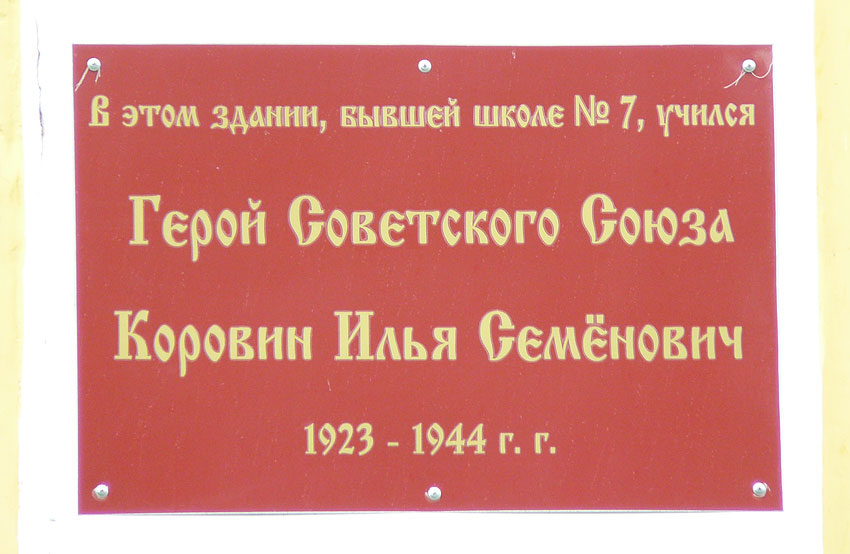 В этом здании, бывшей школе № 7, учился
Герой Советского Союза
Коровин Илья Семёнович
1923 - 1944 г. г.